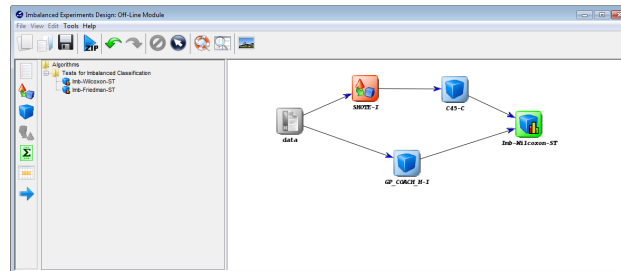 Imbalanced Experiments Design: Off-Line Module
File View Edit Tools Help
ZIP
Algorithms
Tests for Imbalanced Classification
Imb-Wilcoxon-ST
Imb-Friedman-ST
data
SMOTE-I
C45-C
GP_COACH_H-I
Imb-Wilcoxon-ST
Σ